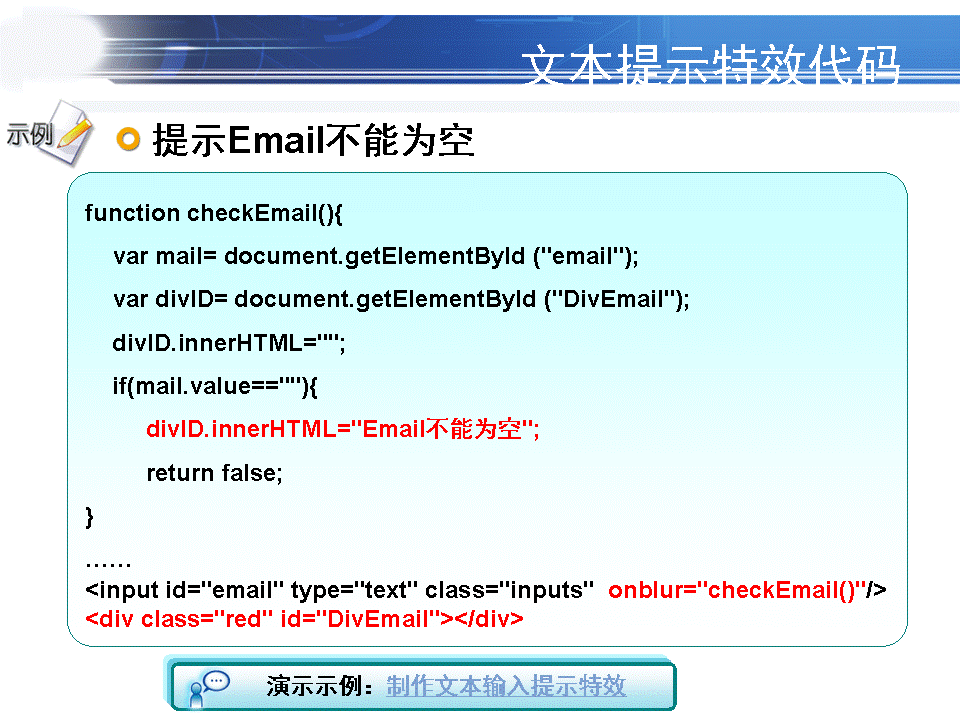 文本提示特效代码
示例
提示Email不能为空
function checkEmail(){
var mail= document.getElementById ("email");
var divID= document.getElementById ("DivEmail");
divID.innerHTML="";
if(mail.value==""){
divID.innerHTML="Email不能为空";
return false;
}
……
<input id="email" type="text" class="inputs"  onblur="checkEmail()"/>
<div class="red" id="DivEmail"></div>
演示示例：制作文本输入提示特效